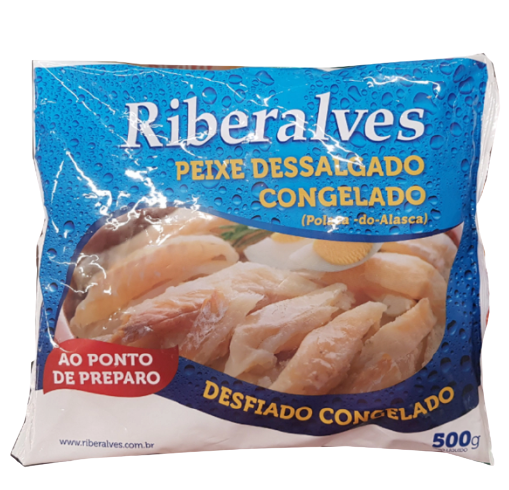 Riberalves
PEIXE DESSALGADO
CONGELADO
(Polaca -do-Alasca)
AO PONTO
DE PREPARO
DESFIADO CONGELADO
www.riberalves.com.br
500g